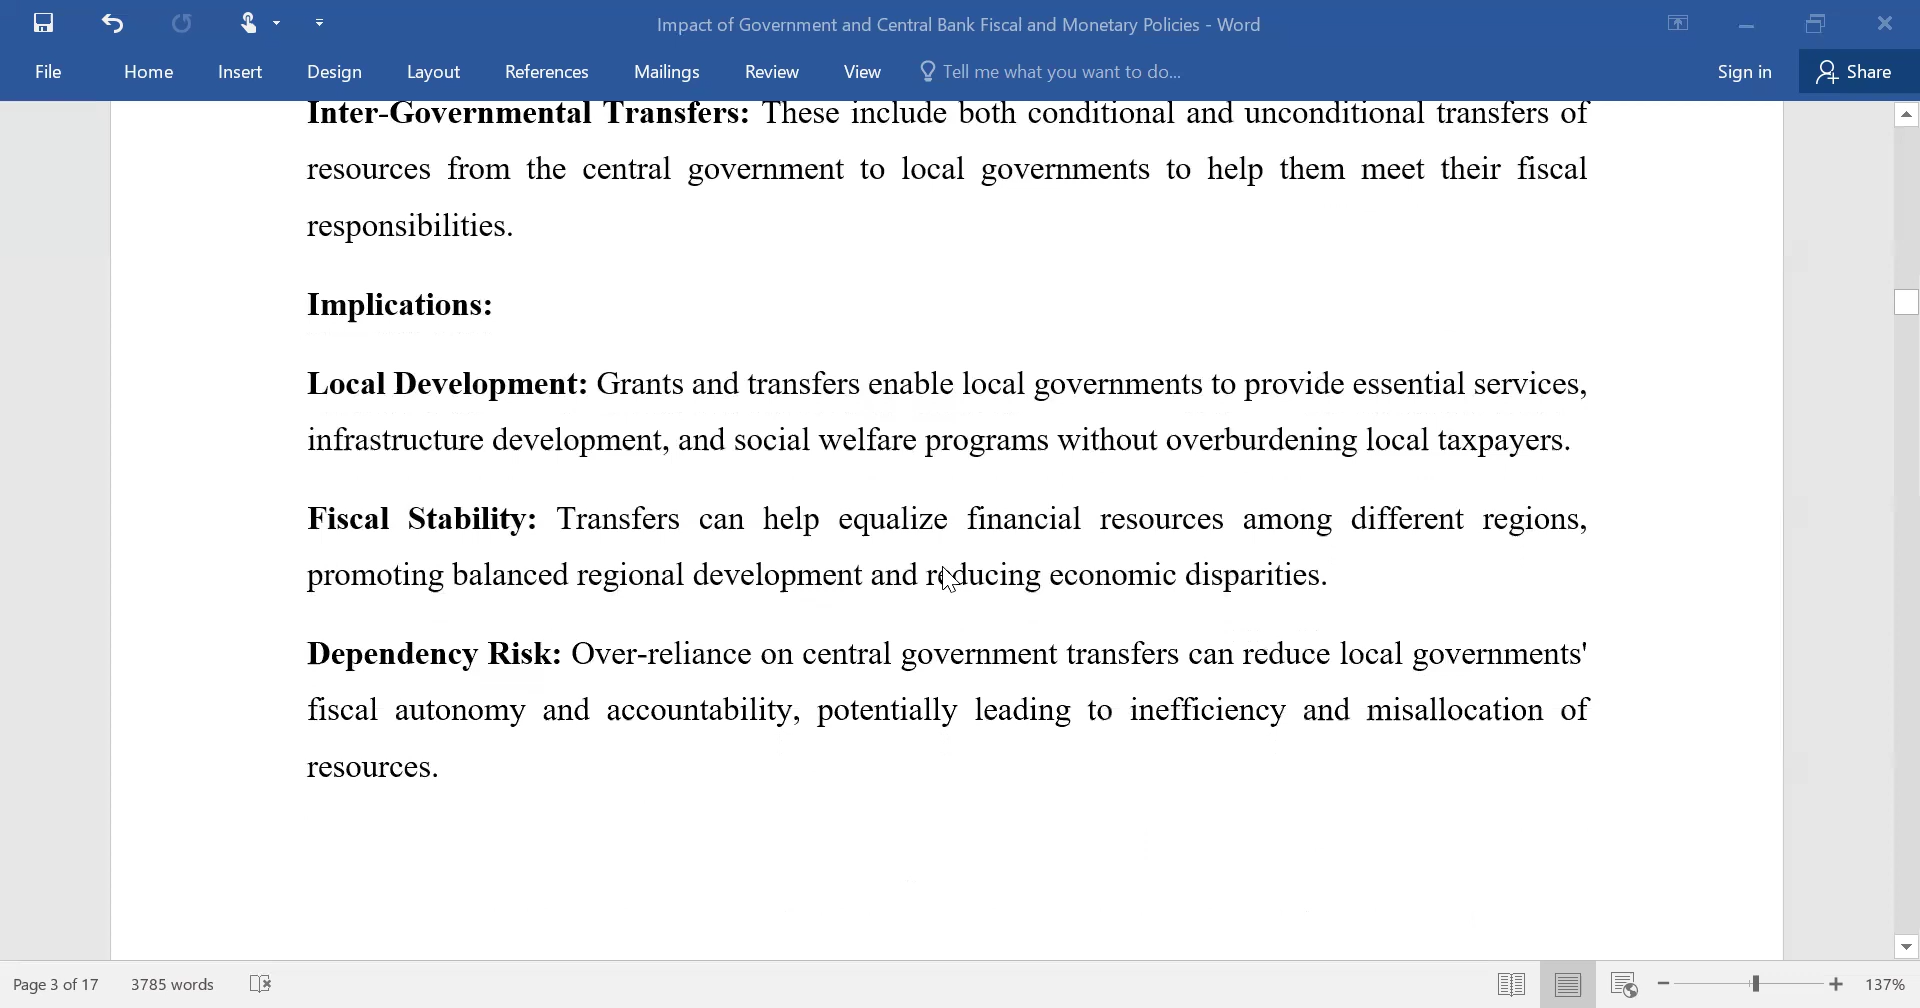 Impact of Government and Central Bank Fiscal and Monetary Policies - Word
File Home Insert Design Layout References Mailings Review View Tell me what you want to do... Sign in Share
Inter-Governmental Transfers: These include both conditional and unconditional transfers of
resources from the central government to local governments to help them meet their fiscal
responsibilities.
Implications:
Local Development: Grants and transfers enable local governments to provide essential services,
infrastructure development, and social welfare programs without overburdening local taxpayers.
Fiscal Stability: Transfers can help equalize financial resources among different regions,
promoting balanced regional development and reducing economic disparities.
Dependency Risk: Over-reliance on central government transfers can reduce local governments'
fiscal autonomy and accountability, potentially leading to inefficiency and misallocation of
resources.
Page 3 of 17 3785 words 137%